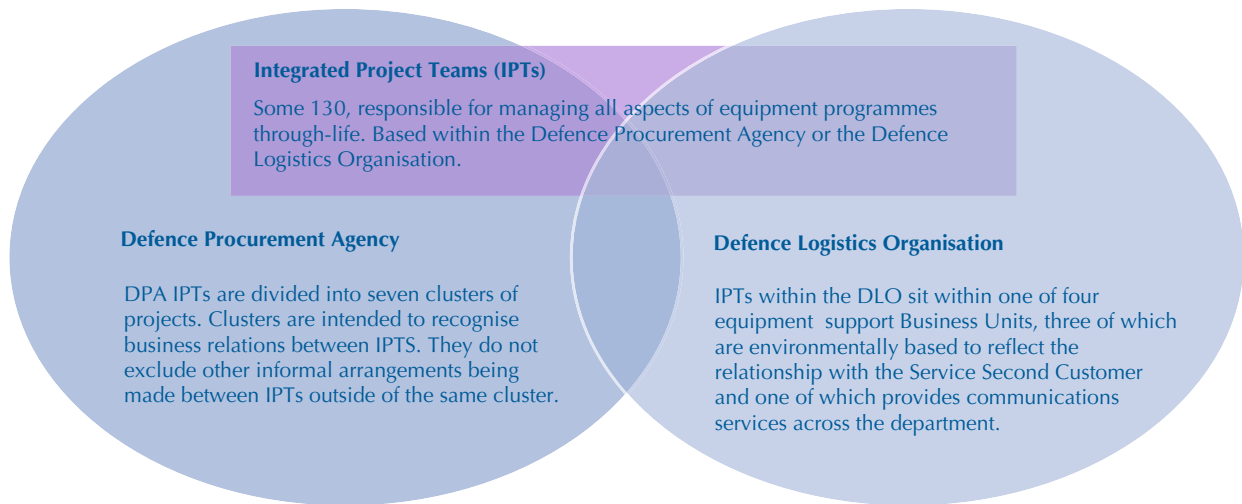 Integrated Project Teams (IPTs)
Some 130, responsible for managing all aspects of equipment programmes
through-life. Based within the Defence Procurement Agency or the Defence
Logistics Organisation.
Defence Procurement Agency
DPA IPTs are divided into seven clusters of
projects. Clusters are intended to recognise
business relations between IPTS. They do not
exclude other informal arrangements being
made between IPTs outside of the same cluster.
Defence Logistics Organisation
IPTs within the DLO sit within one of four
equipment  support Business Units, three of which
are environmentally based to reflect the
relationship with the Service Second Customer
and one of which provides communications
services across the department.